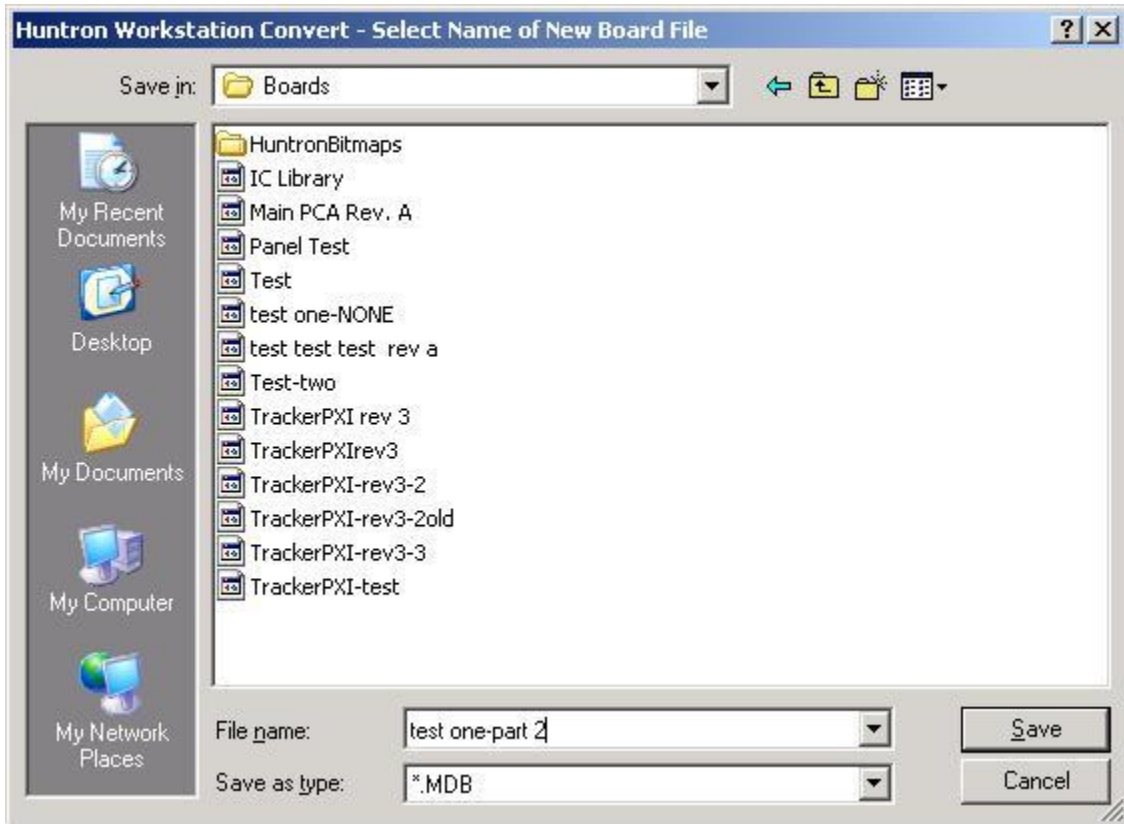 Huntron Workstation Convert - Select Name of New Board File
Save in: Boards
My Recent
Documents
Desktop
My Documents
My Computer
My Network
Places
HuntronBitmaps
IC Library
Main PCA Rev. A
Panel Test
Test
test one-NONE
test test test  rev a
Test-two
TrackerPXI rev 3
TrackerPXIrev3
TrackerPXI-rev3-2
TrackerPXI-rev3-2old
TrackerPXI-rev3-3
TrackerPXI-test
File name: test one-part 2 Save
Save as type: *.MDB Cancel